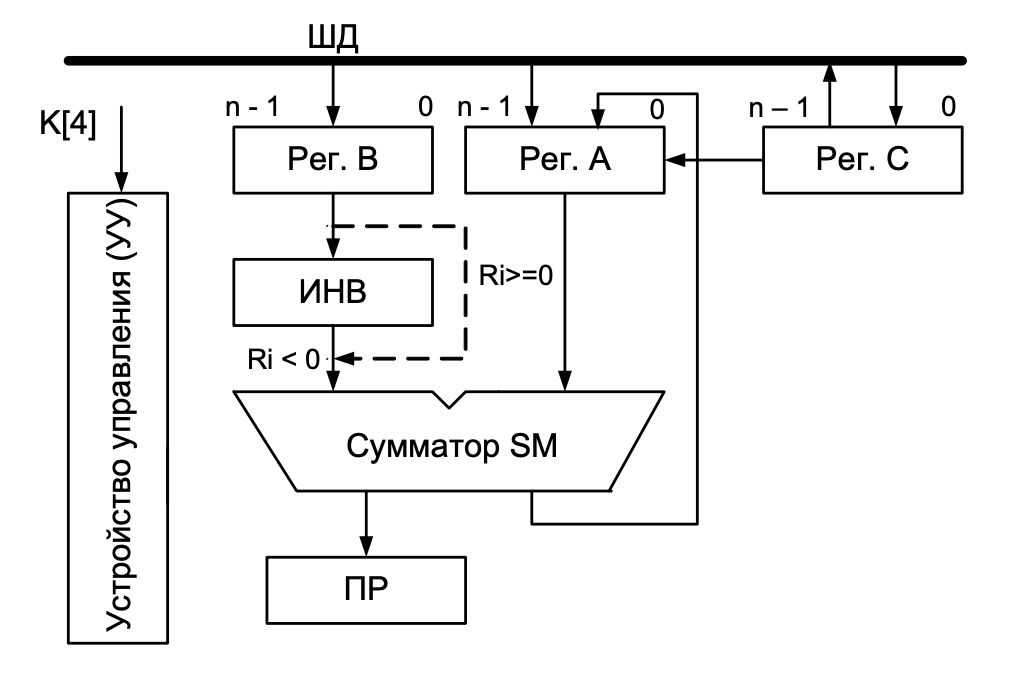 ШД
K[4]
n - 1
0
n - 1
0
n – 1
0
Рег. В
Рег. А
Рег. С
Устройство управления (УУ)
ИНВ
Ri>=0
Ri < 0
Сумматор SM
ПР